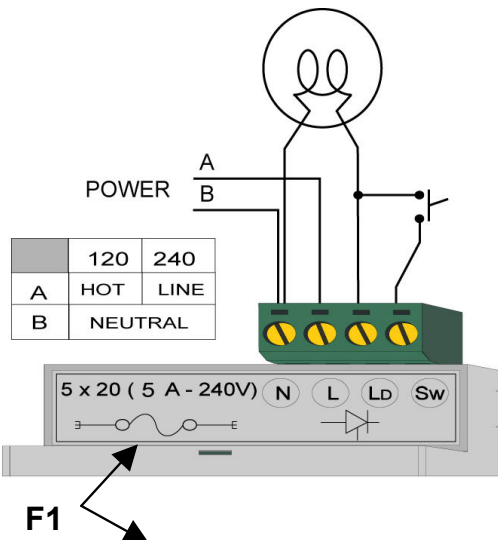 A
POWER
B
120 240
A HOT LINE
B NEUTRAL
5 x 20 ( 5 A - 240V) N L LD Sw
F1